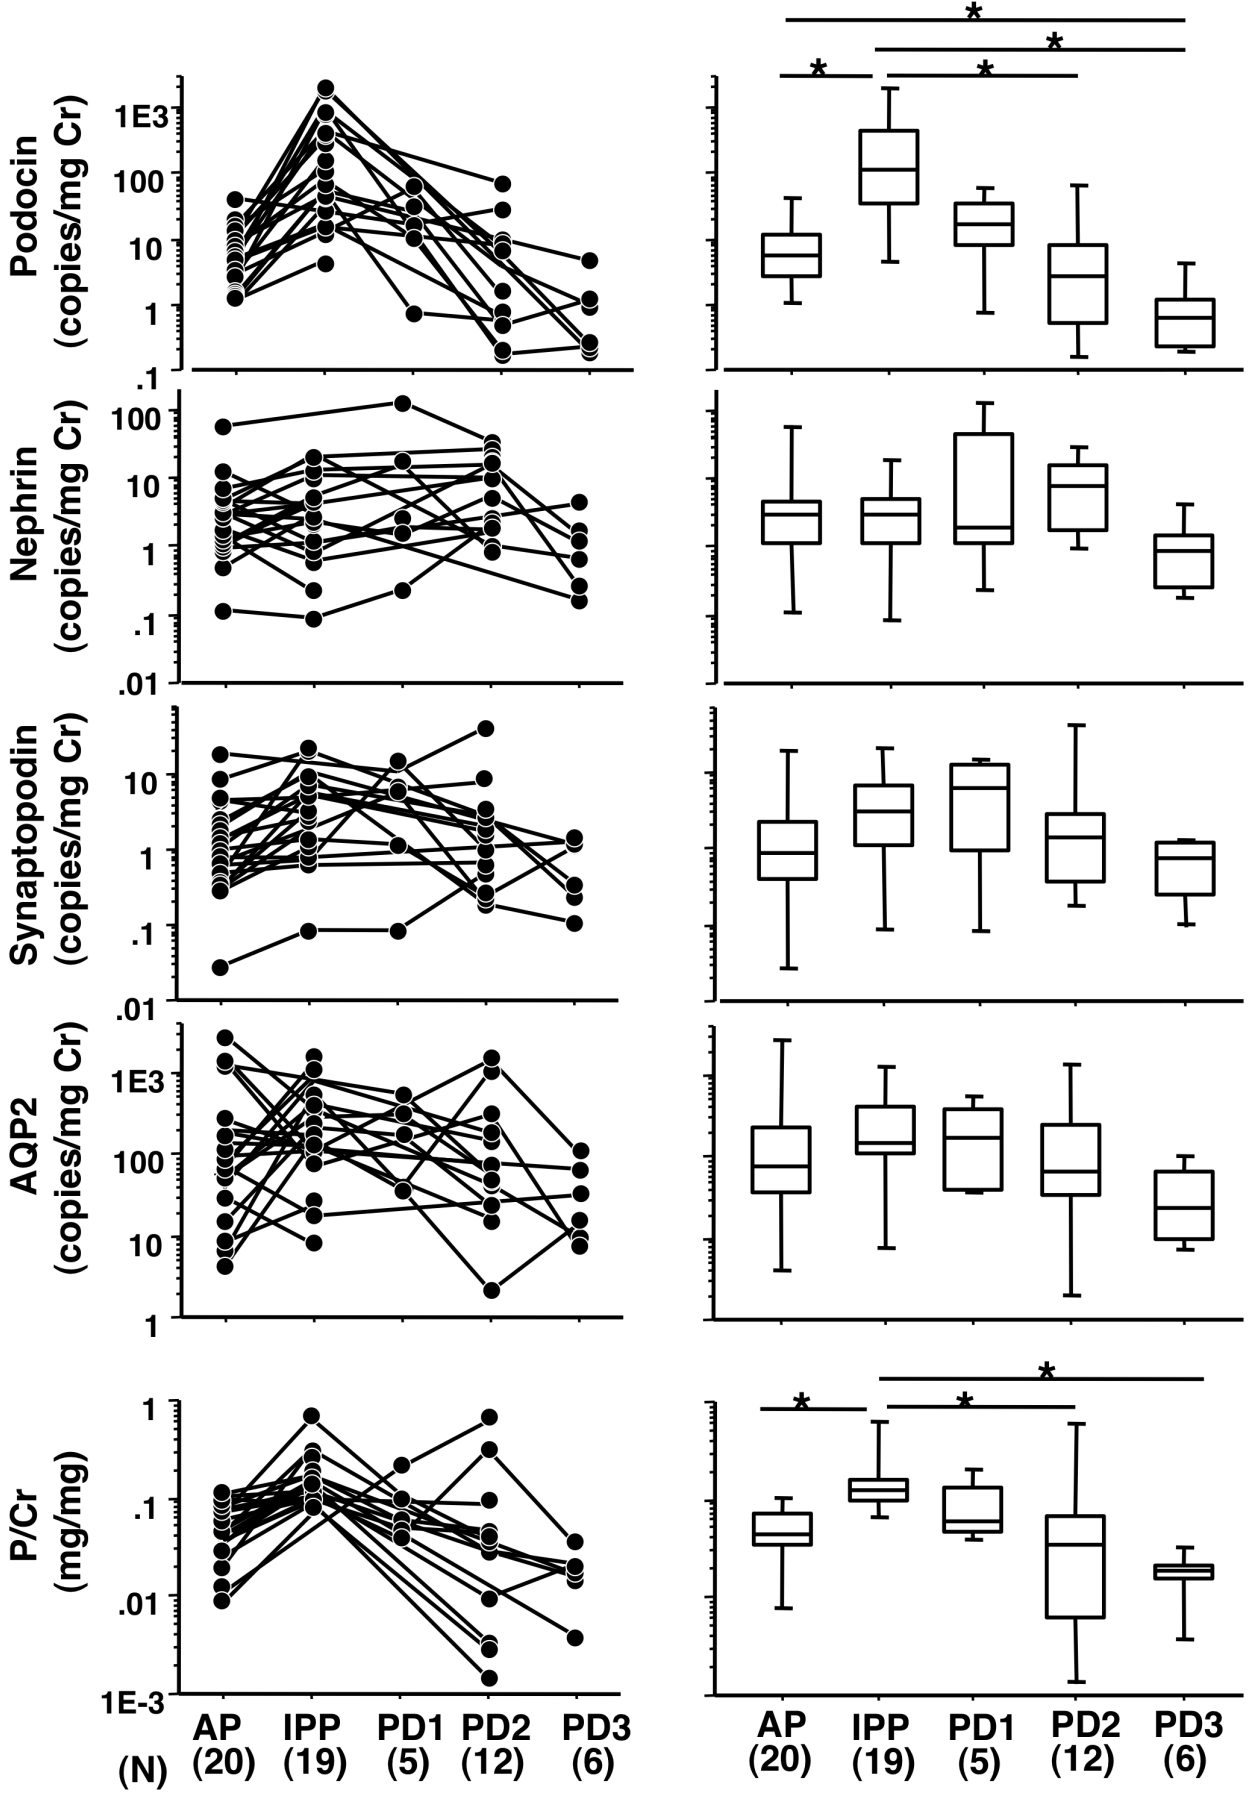 * 
* 
* *
Podocin
(copies/mg Cr)
1E3
100
10
1
.1
Nephrin
(copies/mg Cr)
100
10
1
.1
.01
Synaptopodin
(copies/mg Cr)
10
1
.1
.01
AQP2
(copies/mg Cr)
1E3
100
10
1
*
* *
P/Cr
(mg/mg)
1
.1
.01
1E-3
AP IPP PD1 PD2 PD3
(N) (20) (19) (5) (12) (6)
AP IPP PD1 PD2 PD3
(20) (19) (5) (12) (6)